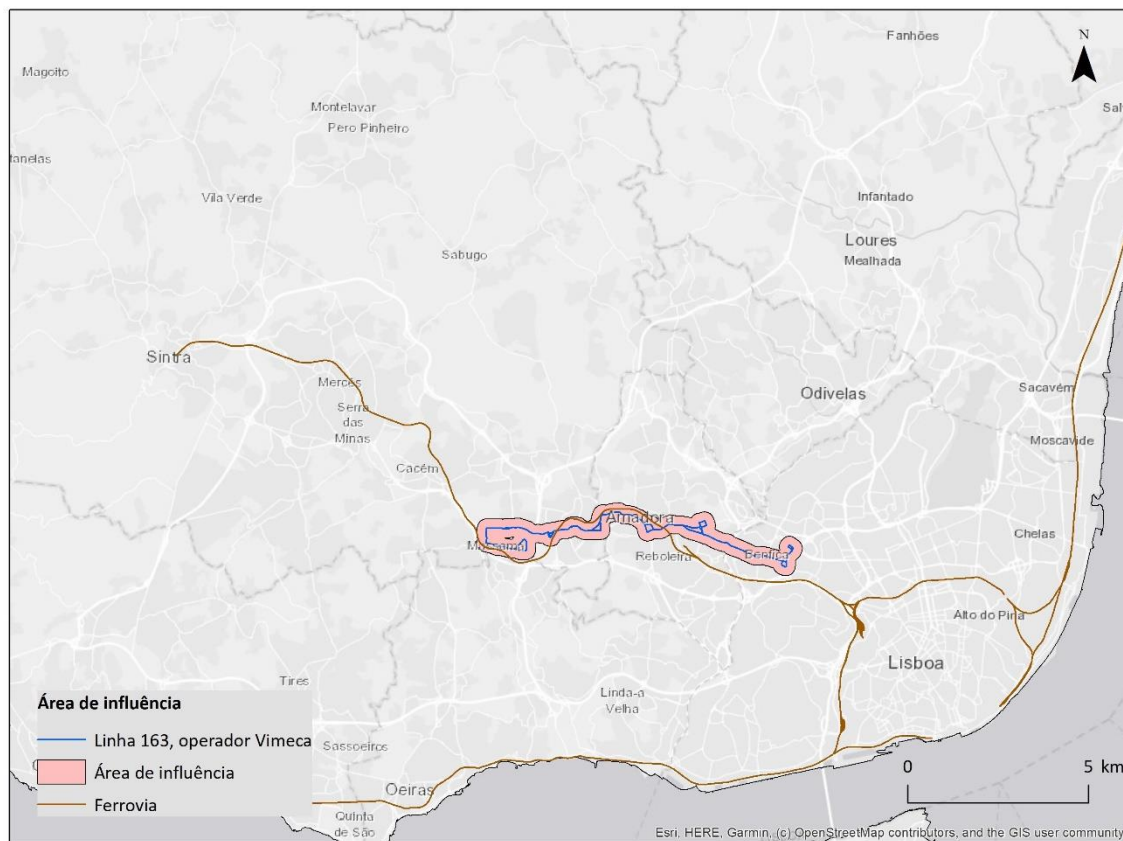 Fanhões
N
Magoito
Montelavar
Pero Pinheiro
Sal
tanelas
Vila Verde
Infantado
Sabugo
Loures
Mealhada
Sintra
Mercês
Serra
das
Minas
Odivelas
Sacavém
Moscavide
Cacém
Amadora
Massamá
Reboleira
Benfica
Chelas
Alto do Pina
Lisboa
Tires
Linda-a
Velha
Área de influência
Linha 163, operador Vimeca
Área de influência
Ferrovia
Sassoeiros
Oeiras
Quinta
de São
0 5 km
Esri, HERE, Garmin, (c) OpenStreetMap contributors, and the GIS user community